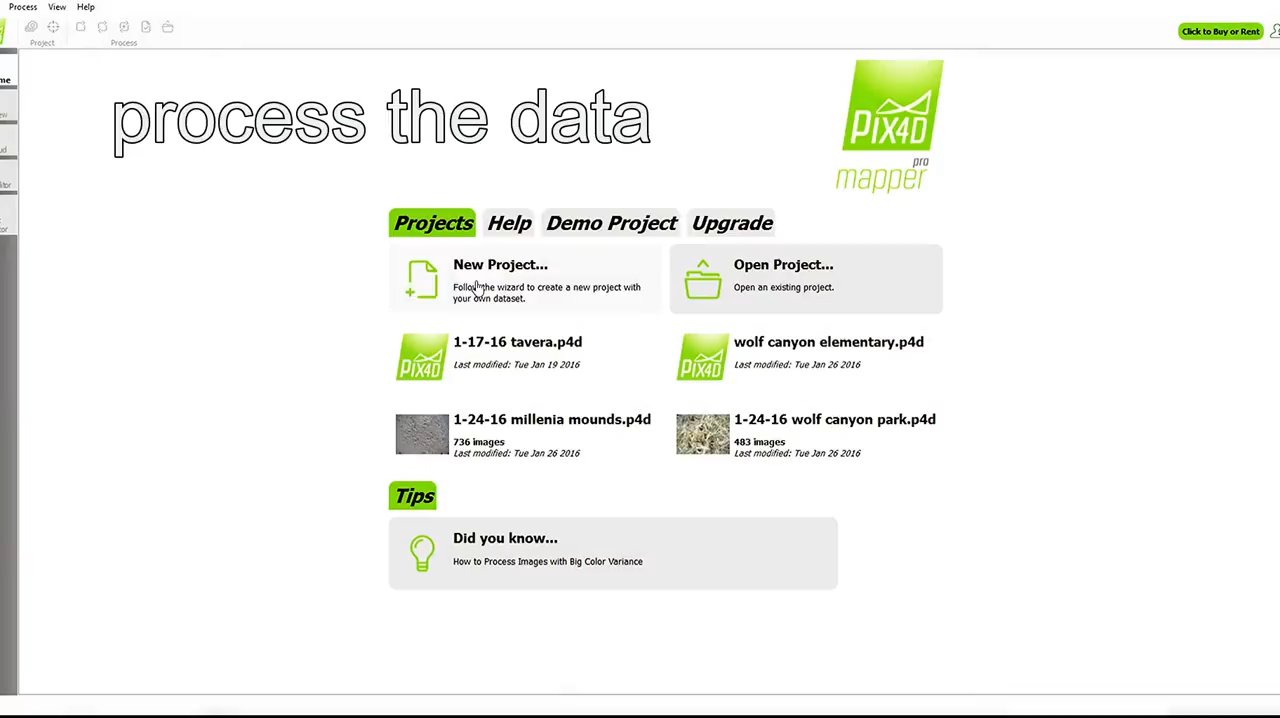 Process View Help
Project Process
Click to Buy or Rent
process the data
PIX4D
pro
mapper
Projects Help Demo Project Upgrade
New Project...
Follow the wizard to create a new project with
your own dataset.
Open Project...
Open an existing project.
1-17-16 tavera.p4d
Last modified: Tue Jan 19 2016
PIX4D
wolf canyon elementary.p4d
Last modified: Tue Jan 26 2016
PIX4D
1-24-16 millenia mounds.p4d
736 images
Last modified: Tue Jan 26 2016
1-24-16 wolf canyon park.p4d
483 images
Last modified: Tue Jan 26 2016
Tips
Did you know...
How to Process Images with Big Color Variance